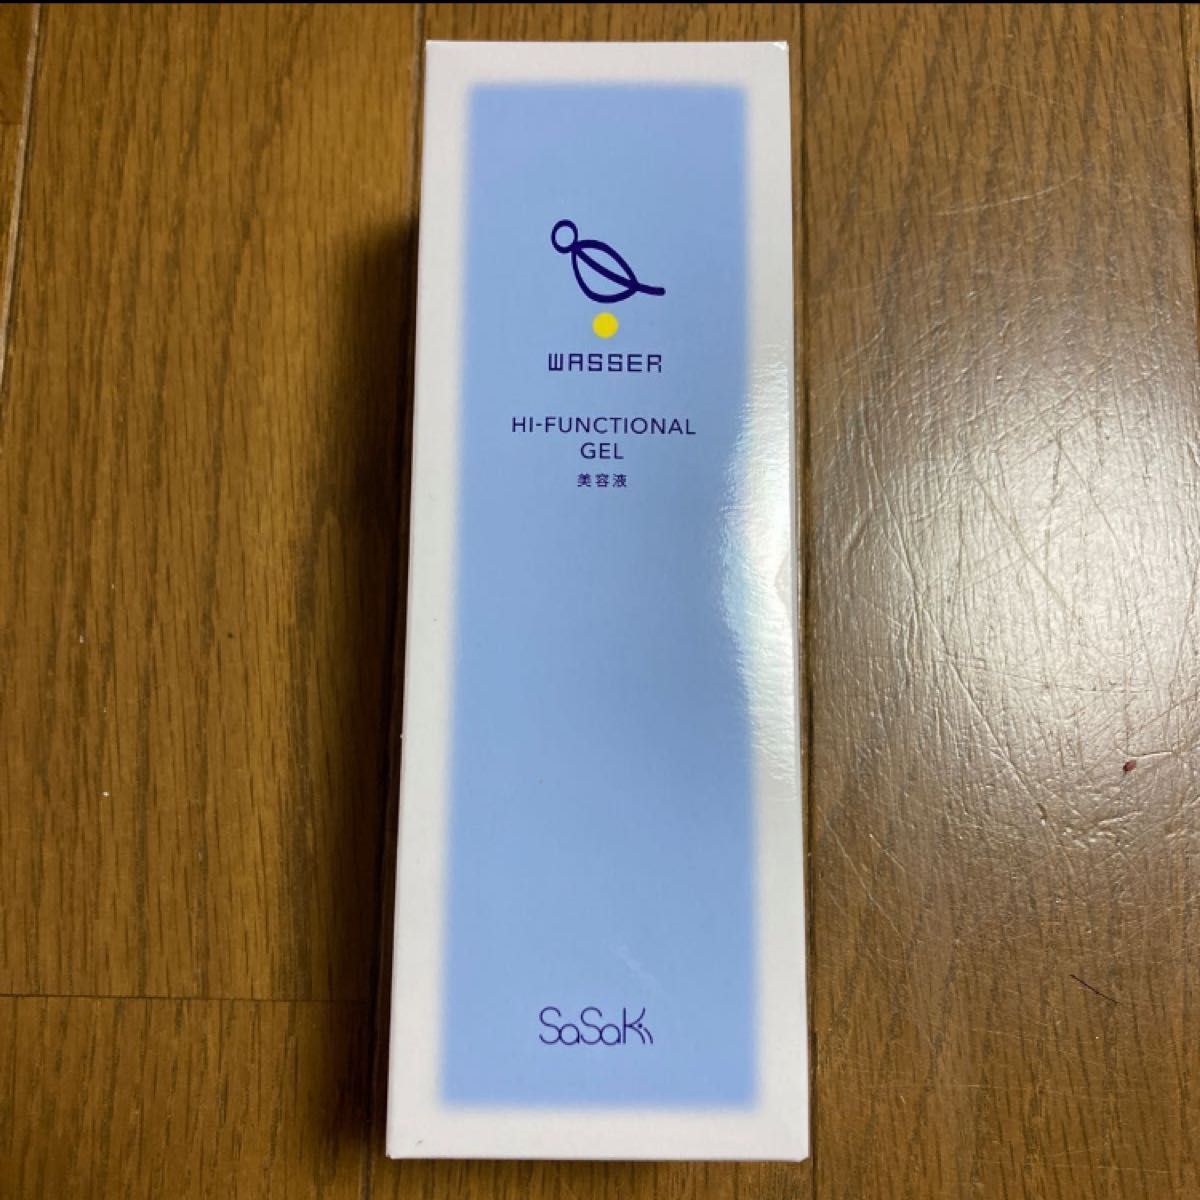 WASSER
HI-FUNCTIONAL
GEL
美容液
SaSaKi